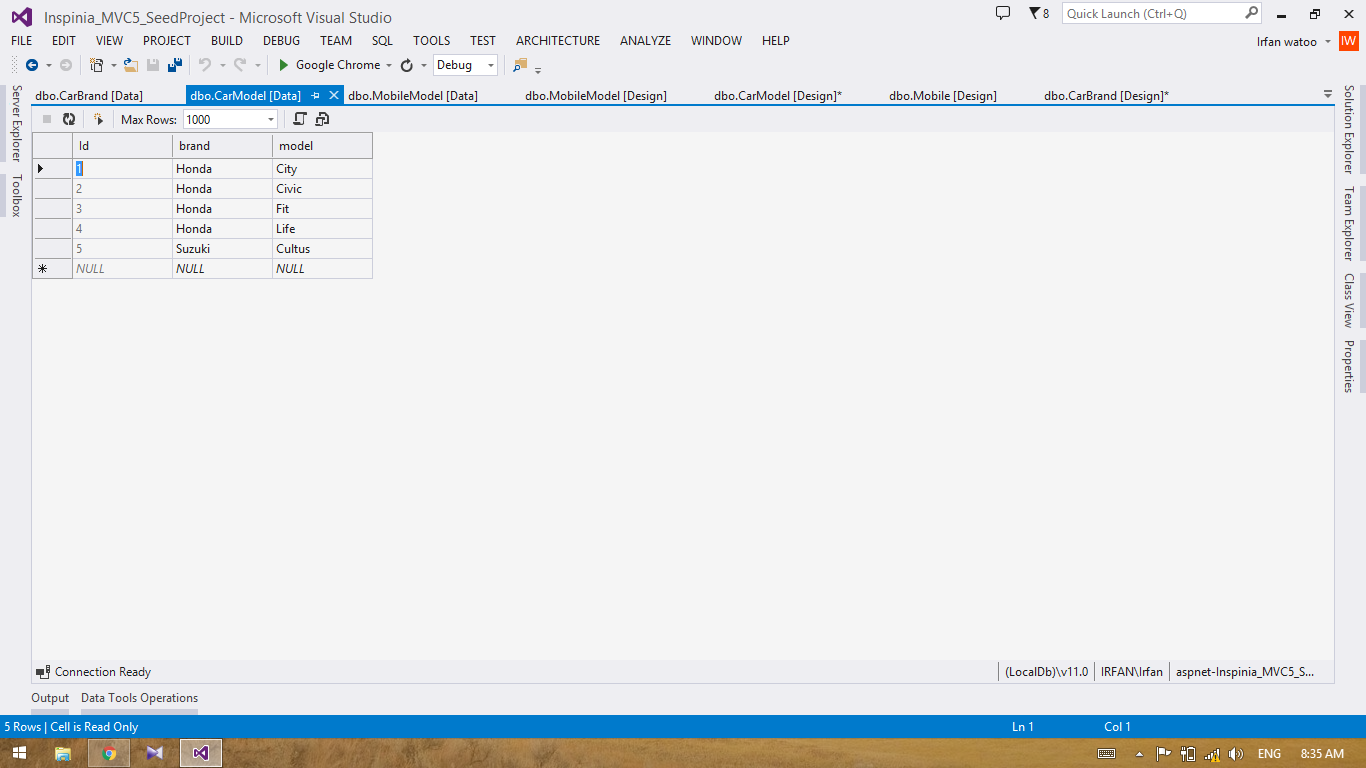 Inspinia_MVC5_SeedProject - Microsoft Visual Studio
8
Quick Launch (Ctrl+Q)
FILE EDIT VIEW PROJECT BUILD DEBUG TEAM SQL TOOLS TEST ARCHITECTURE ANALYZE WINDOW HELP
Irfan watoo IW
Google Chrome Debug
Server Explorer
Toolbox
dbo.CarBrand [Data] dbo.CarModel [Data] dbo.MobileModel [Data] dbo.MobileModel [Design] dbo.CarModel [Design]* dbo.Mobile [Design] dbo.CarBrand [Design]*
Max Rows: 1000
Id brand model
1 Honda City
2 Honda Civic
3 Honda Fit
4 Honda Life
5 Suzuki Cultus
NULL NULL NULL
Solution Explorer
Team Explorer
Class View
Properties
Connection Ready
(LocalDb)\v11.0 IRFAN\Irfan aspnet-Inspinia_MVC5_S...
Output Data Tools Operations
5 Rows | Cell is Read Only
Ln 1 Col 1
ENG 8:35 AM